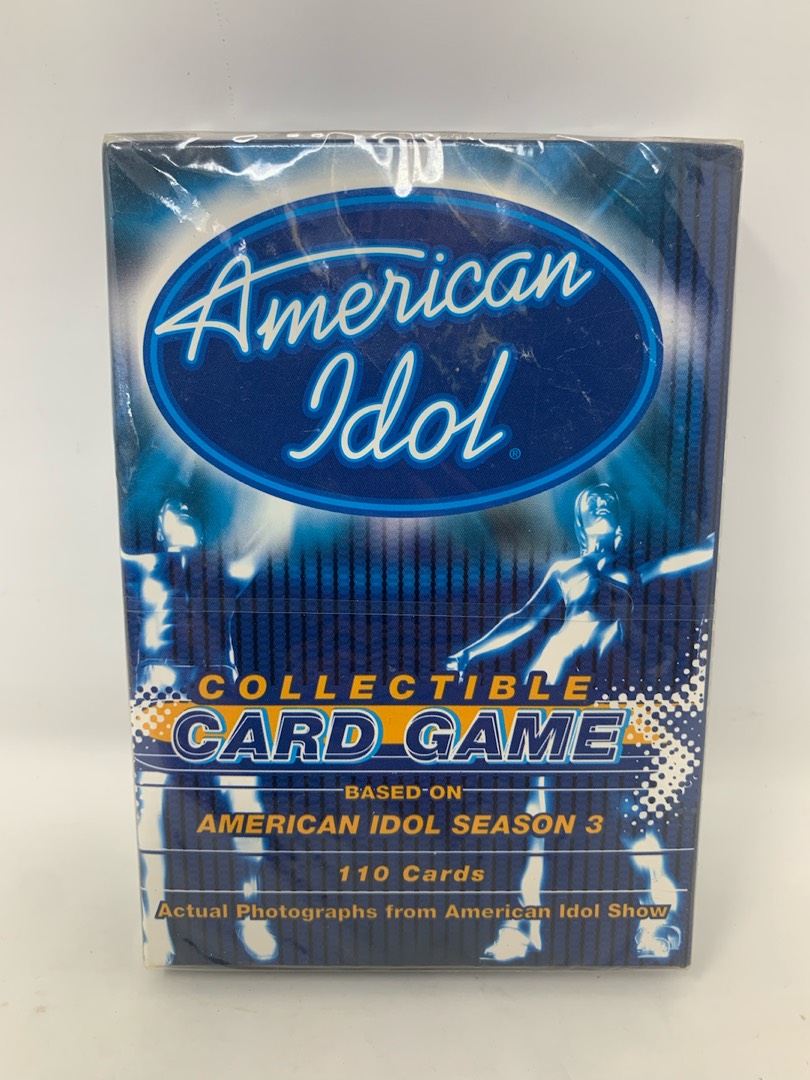 American
Idol®
COLLECTIBLE
CARD GAME
BASED-ON
AMERICAN IDOL SEASON 3
110 Cards
Actual Photographs from American Idol Show